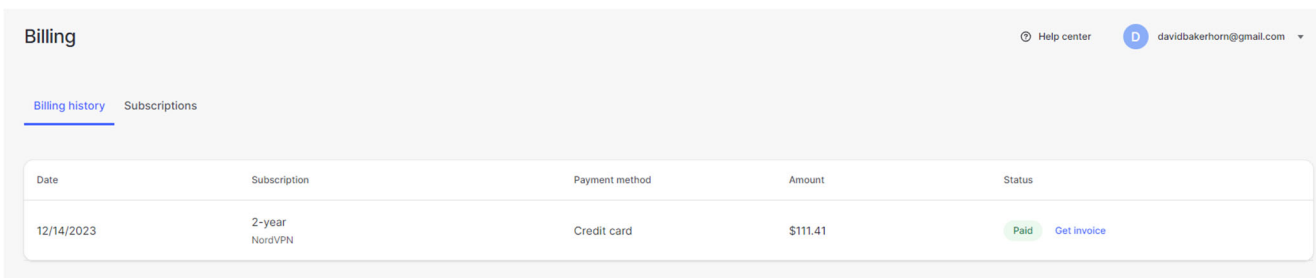 Billing
Help center
D
davidbakerhorn@gmail.com
Billing history Subscriptions
Date Subscription Payment method Amount Status
12/14/2023 2-year Credit card $111.41 Paid Get invoice
NordVPN